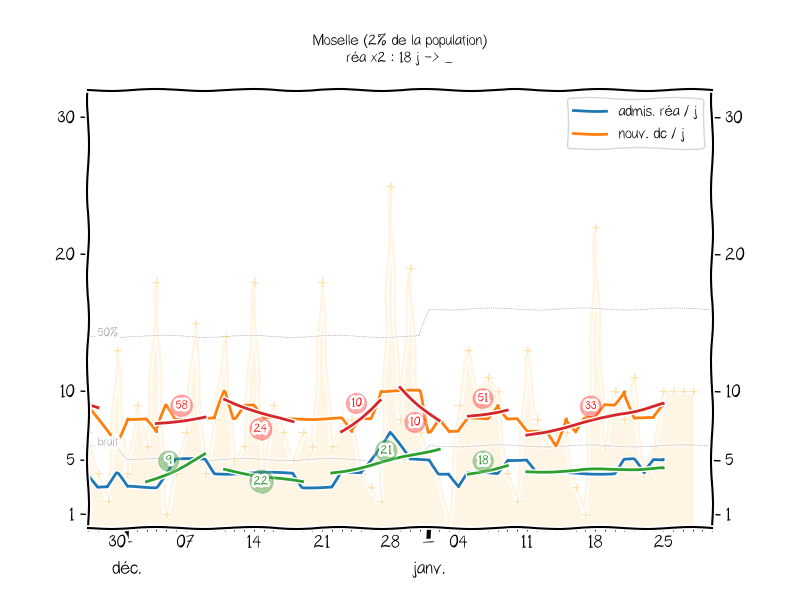 Moselle (2% de la population)
réa x2 : 18 j -> _
admis. réa / j
nouv. dc / j
30 30
20 20
50%
10 10
58 24 10 10 51 33
bruit
5 5
9 22 21 18
1 1
30 07 14 21 28 04 11 18 25
déc. janv.